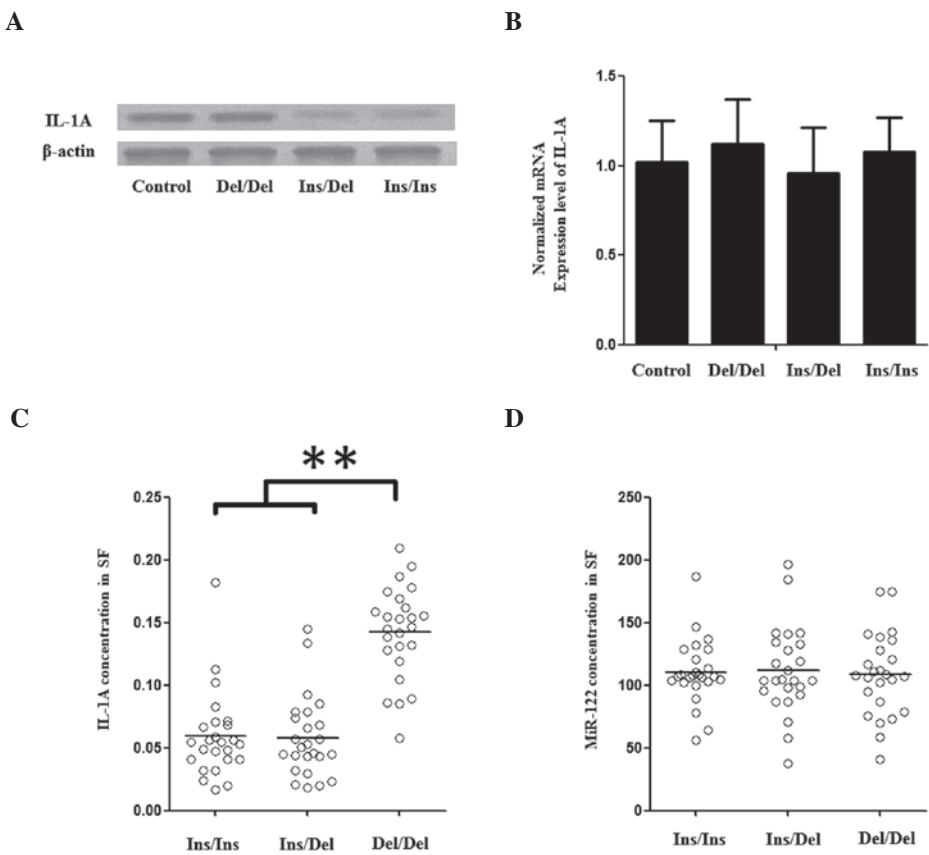 A
IL-1A
β-actin
Control Del/Del Ins/Del Ins/Ins
B
Normalized mRNA
Expression level of IL-1A
1.5
1.0
0.5
0.0
Control Del/Del Ins/Del Ins/Ins
C
**
IL-1A concentration in SF
0.25
0.20
0.15
0.10
0.05
0.00
Ins/Ins Ins/Del Del/Del
D
MiR-122 concentration in SF
250
200
150
100
50
0
Ins/Ins Ins/Del Del/Del